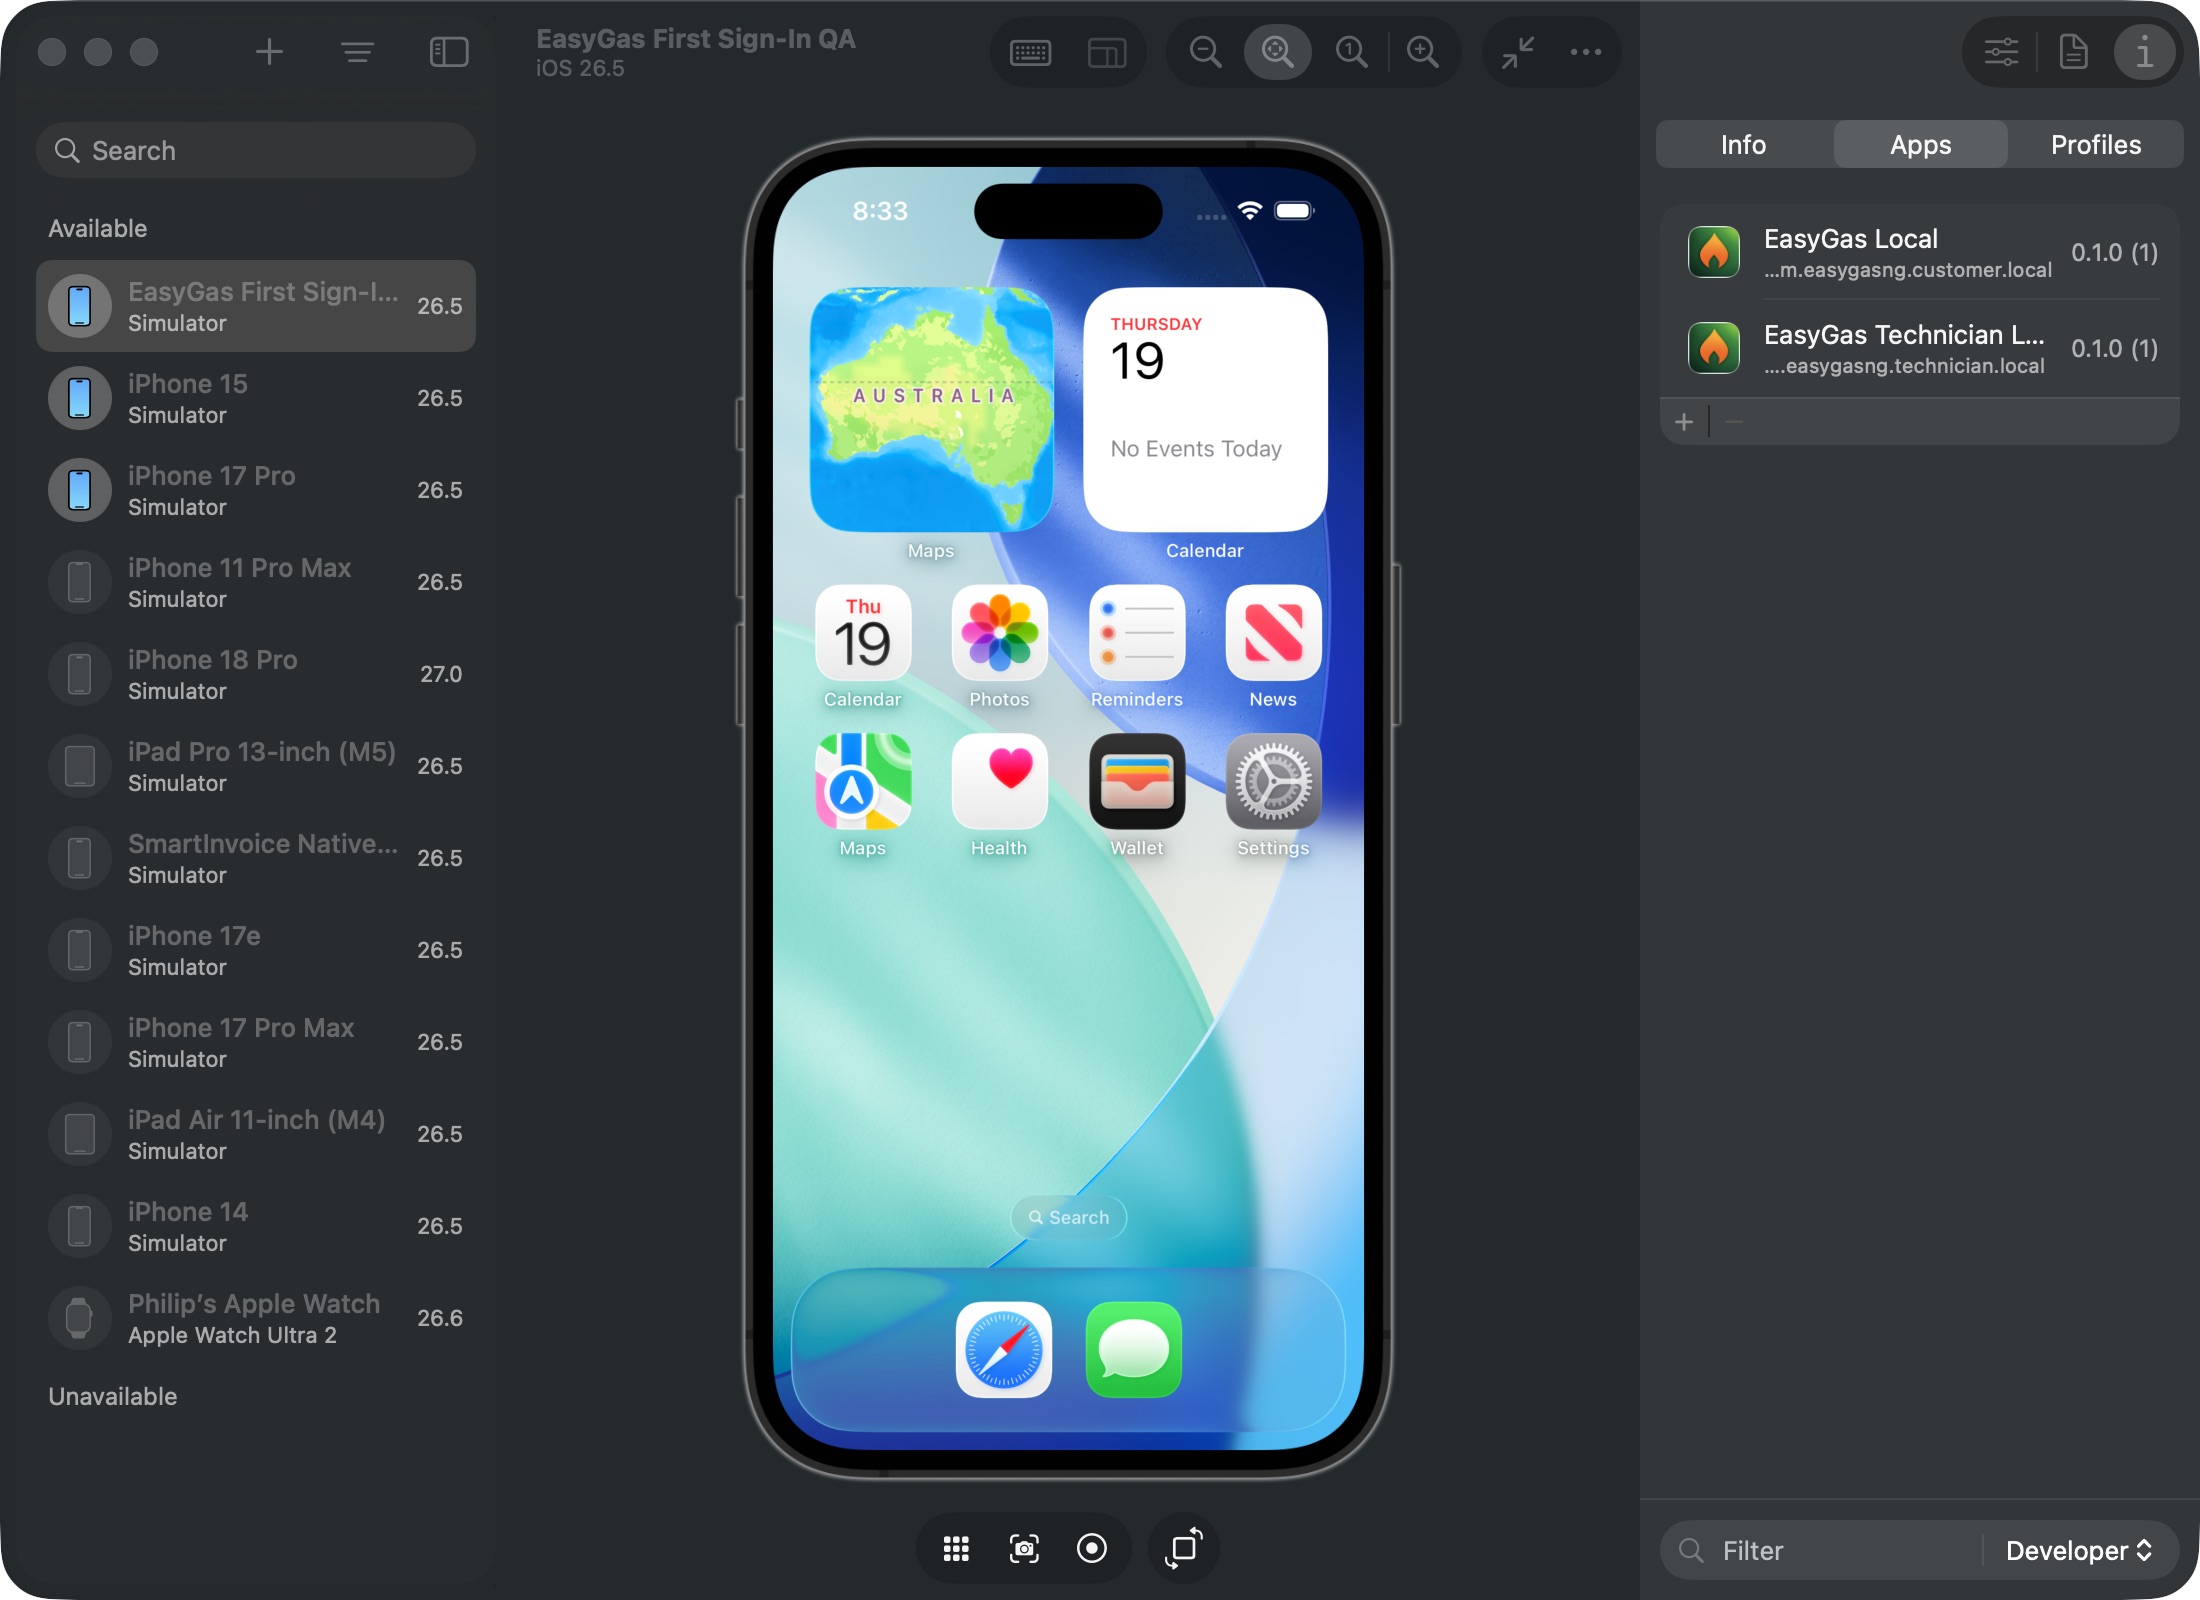 EasyGas First Sign-In QA
iOS 26.5
Search
Available
EasyGas First Sign-I...
Simulator
26.5
iPhone 15
Simulator
26.5
iPhone 17 Pro
Simulator
26.5
iPhone 11 Pro Max
Simulator
26.5
iPhone 18 Pro
Simulator
27.0
iPad Pro 13-inch (M5)
Simulator
26.5
SmartInvoice Native...
Simulator
26.5
iPhone 17e
Simulator
26.5
iPhone 17 Pro Max
Simulator
26.5
iPad Air 11-inch (M4)
Simulator
26.5
iPhone 14
Simulator
26.5
Philip’s Apple Watch
Apple Watch Ultra 2
26.6
Unavailable
8:33
AUSTRALIA
Maps
THURSDAY
19
No Events Today
Calendar
Thu
19
Calendar
Photos
Reminders
News
Maps
Health
Wallet
Settings
Search
Info
Apps
Profiles
EasyGas Local
...m.easygasng.customer.local
0.1.0 (1)
EasyGas Technician L...
....easygasng.technician.local
0.1.0 (1)
Filter
Developer